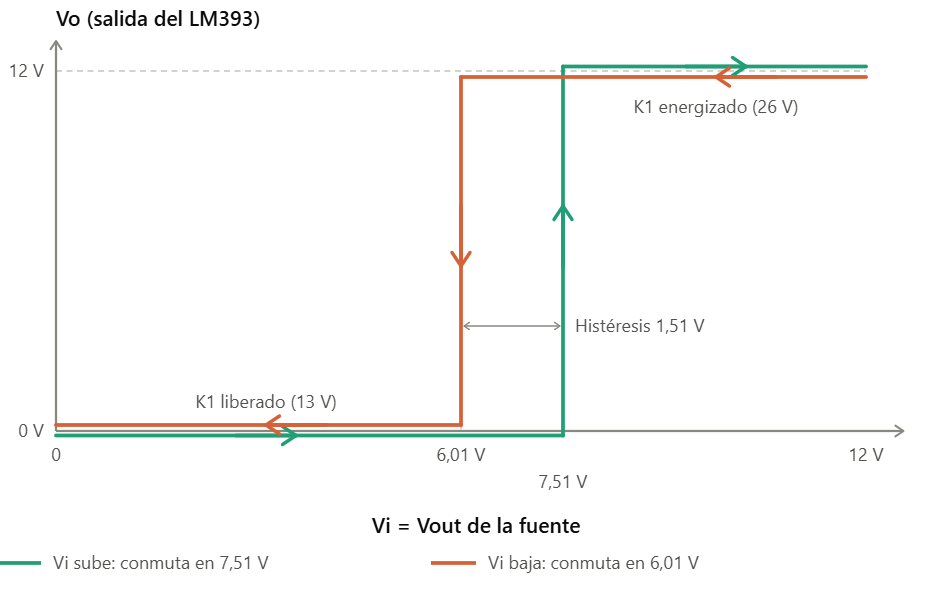 Vo (salida del LM393)
12 V
K1 energizado (26 V)
Histéresis 1,51 V
K1 liberado (13 V)
0 V
0
6,01 V
12 V
7,51 V
Vi = Vout de la fuente
Vi sube: conmuta en 7,51 V
Vi baja: conmuta en 6,01 V